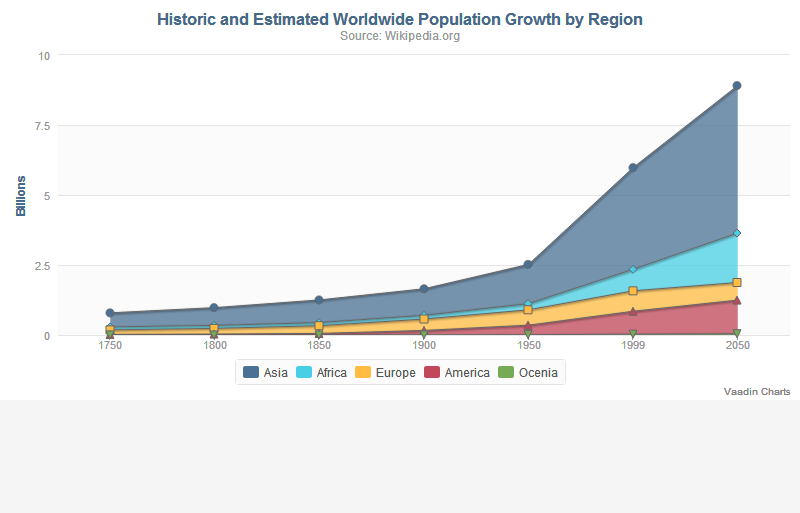 Historic and Estimated Worldwide Population Growth by Region
Source: Wikipedia.org
10
7.5
5
2.5
0
Billions
1750 1800 1850 1900 1950 1999 2050
Asia Africa Europe America Ocenia
Vaadin Charts